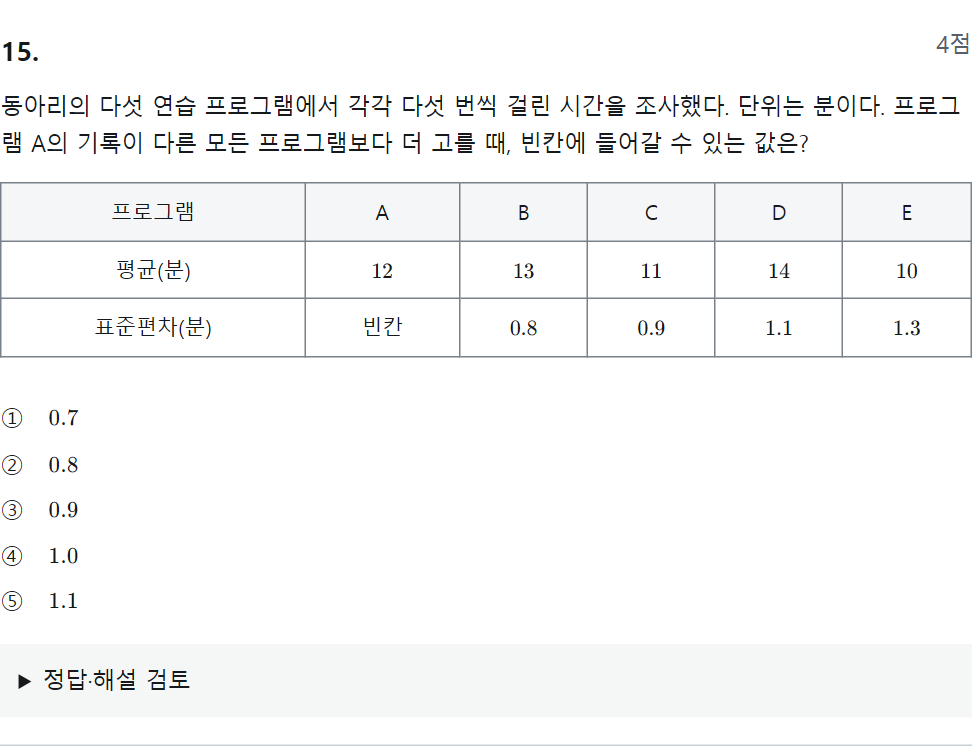 15.
4점
동아리의 다섯 연습 프로그램에서 각각 다섯 번씩 걸린 시간을 조사했다. 단위는 분이다. 프로그
램 A의 기록이 다른 모든 프로그램보다 더 고를 때, 빈칸에 들어갈 수 있는 값은?
프로그램 A B C D E
평균(분) 12 13 11 14 10
표준편차(분) 빈칸 0.8 0.9 1.1 1.3
① 0.7
② 0.8
③ 0.9
④ 1.0
⑤ 1.1
▶ 정답·해설 검토